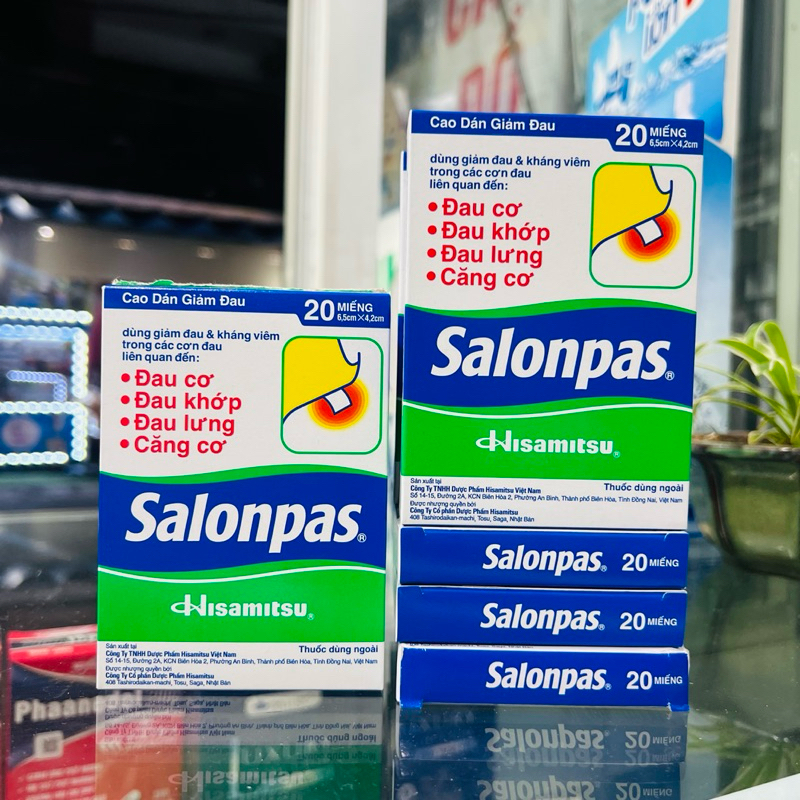 Cao Dán Giảm Đau
20 MIẾNG
6,5cm×4,2cm
dùng giảm đau & kháng viêm
trong các cơn đau
liên quan đến:
• Đau cơ
• Đau khớp
• Đau lưng
• Căng cơ
Salonpas®
Hisamitsu®
Sản xuất tại
Công Ty TNHH Dược Phẩm Hisamitsu Việt Nam
Thuốc dùng ngoài
Số 14-15, Đường 2A, KCN Biên Hòa 2, Phường An Bình, Thành phố Biên Hòa, Tỉnh Đồng Nai, Việt Nam
Được nhượng quyền bởi
Công Ty Cổ phần Dược Phẩm Hisamitsu
408 Tashirodaikan-machi, Tosu, Saga, Nhật Bản
Cao Dán Giảm Đau
20 MIẾNG
6,5cm×4,2cm
dùng giảm đau & kháng viêm
trong các cơn đau
liên quan đến:
• Đau cơ
• Đau khớp
• Đau lưng
• Căng cơ
Salonpas®
Hisamitsu®
Sản xuất tại
Công Ty TNHH Dược Phẩm Hisamitsu Việt Nam
Thuốc dùng ngoài
Số 14-15, Đường 2A, KCN Biên Hòa 2, Phường An Bình, Thành phố Biên Hòa, Tỉnh Đồng Nai, Việt Nam
Được nhượng quyền bởi
Công Ty Cổ phần Dược Phẩm Hisamitsu
408 Tashirodaikan-machi, Tosu, Saga, Nhật Bản
Salonpas® 20 MIẾNG
Salonpas® 20 MIẾNG
Salonpas® 20 MIẾNG